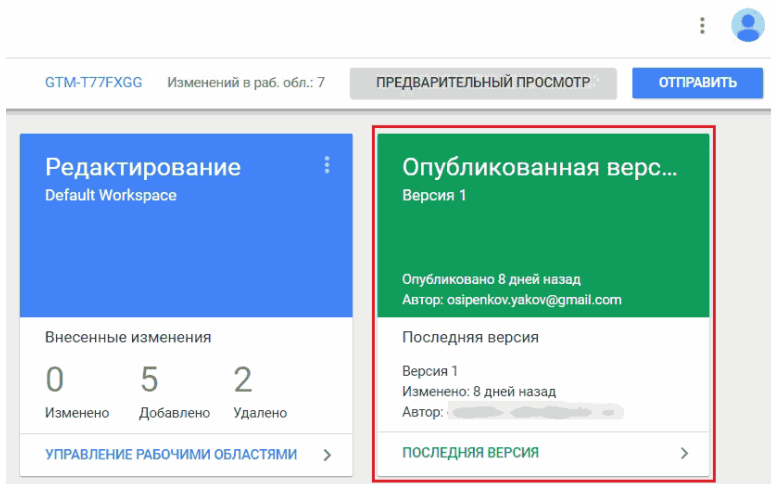 GTM-T77FXGG Изменений в раб. обл.: 7 ПРЕДВАРИТЕЛЬНЫЙ ПРОСМОТР ОТПРАВИТЬ
Редактирование
Default Workspace
Внесенные изменения
0 5 2
Изменено Добавлено Удалено
УПРАВЛЕНИЕ РАБОЧИМИ ОБЛАСТЯМИ
Опубликованная верс...
Версия 1
Опубликовано 8 дней назад
Автор: osipenkov.yakov@gmail.com
Последняя версия
Версия 1
Изменено: 8 дней назад
Автор:
ПОСЛЕДНЯЯ ВЕРСИЯ